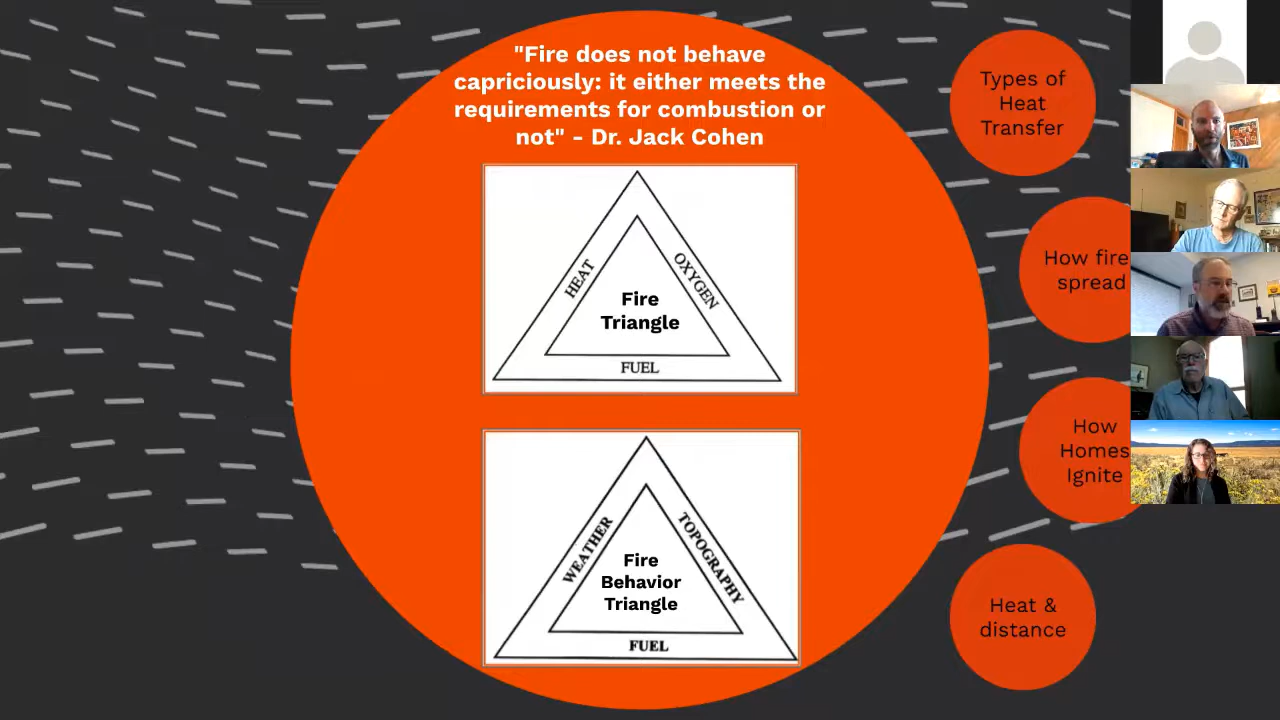 "Fire does not behave
capriciously: it either meets the
requirements for combustion or
not" - Dr. Jack Cohen
HEAT
OXYGEN
Fire
Triangle
FUEL
WEATHER
TOPOGRAPHY
Fire
Behavior
Triangle
FUEL
Types of
Heat
Transfer
How fire
spread
How
Homes
Ignite
Heat &
distance